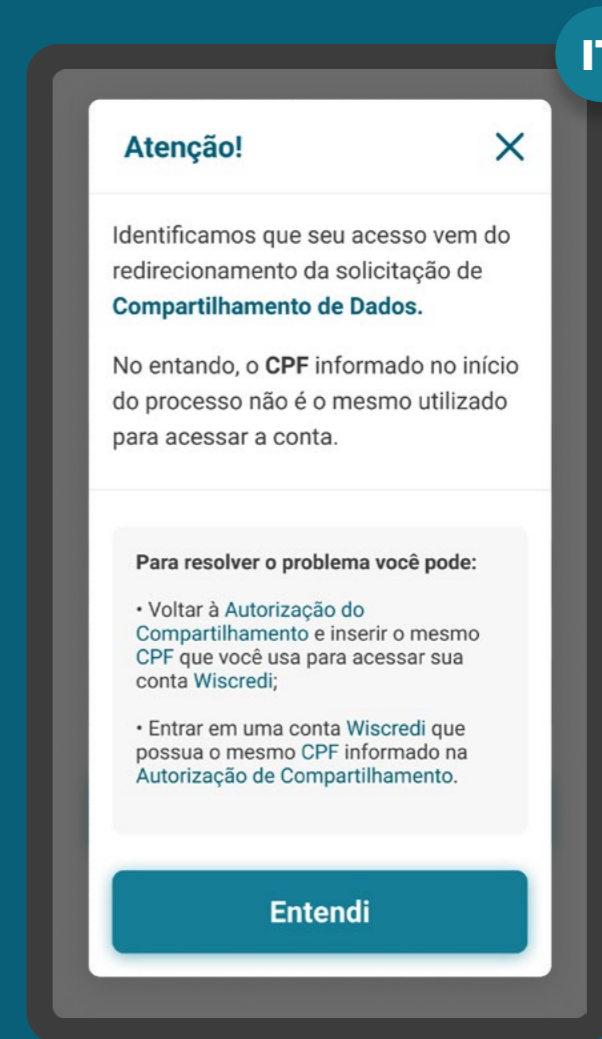 Atenção!
Identificamos que seu acesso vem do
redirecionamento da solicitação de
Compartilhamento de Dados.
No entando, o CPF informado no início
do processo não é o mesmo utilizado
para acessar a conta.
Para resolver o problema você pode:
• Voltar à Autorização do
Compartilhamento e inserir o mesmo
CPF que você usa para acessar sua
conta Wiscredi;
• Entrar em uma conta Wiscredi que
possua o mesmo CPF informado na
Autorização de Compartilhamento.
Entendi